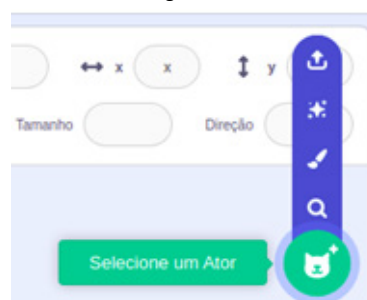 x x y
Tamanho Direção
Selecione um Ator